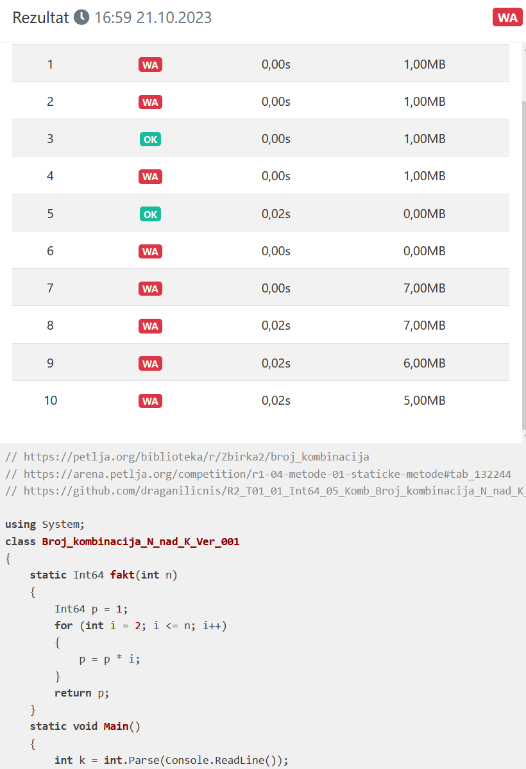 Rezultat 16:59 21.10.2023 WA
1 WA 0,00s 1,00MB
2 WA 0,00s 1,00MB
3 OK 0,00s 1,00MB
4 WA 0,00s 1,00MB
5 OK 0,02s 1,00MB
6 WA 0,00s 0,00MB
7 WA 0,00s 7,00MB
8 WA 0,02s 7,00MB
9 WA 0,02s 6,00MB
10 WA 0,02s 5,00MB
// https://petlja.org/biblioteka/r/Zbirka2/broj_kombinacija
// https://arena.petlja.org/competition/r1-04-metode-01-staticke-metode#tab_132244
// https://github.com/draganilicnis/R2_T01_01_Int64_05_Komb_Broj_kombinacija_N_nad_K_
using System;
class Broj_kombinacija_N_nad_K_Ver_001
{
static Int64 fakt(int n)
{
Int64 p = 1;
for (int i = 2; i <= n; i++)
{
p = p * i;
}
return p;
}
static void Main()
{
int k = int.Parse(Console.ReadLine());